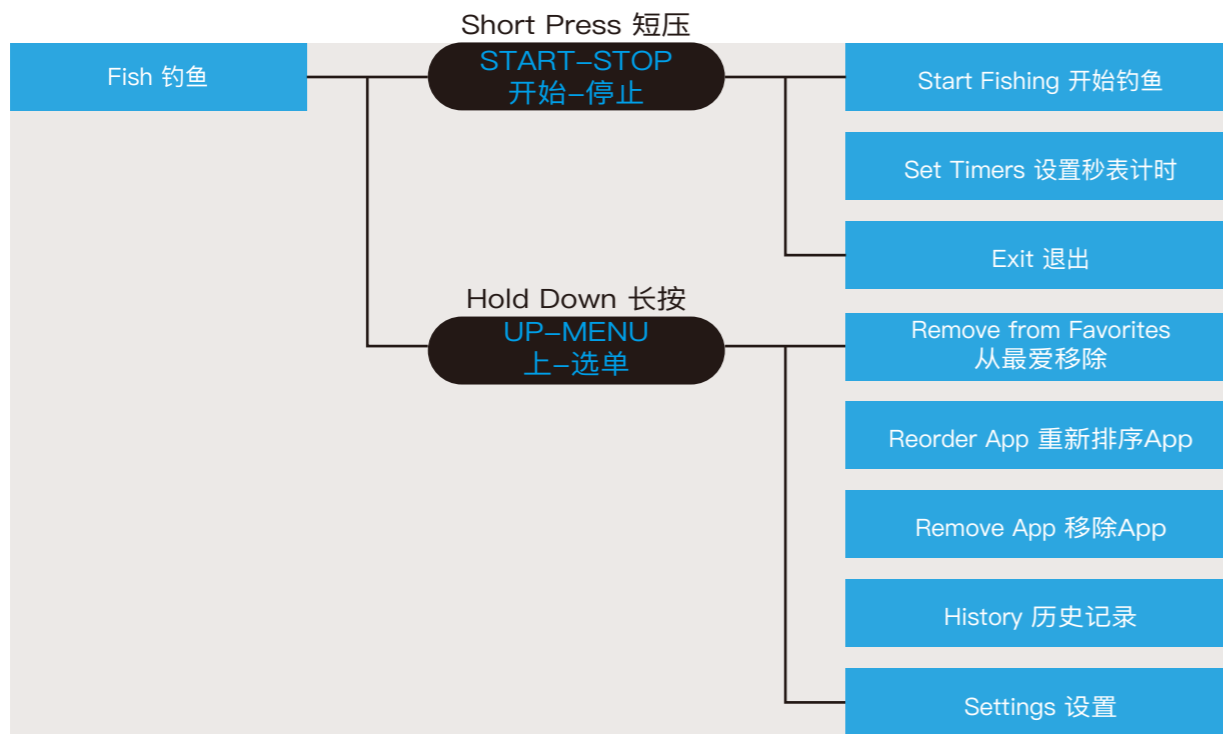 Short Press 短压
Fish 钓鱼
START-STOP
开始-停止
Start Fishing 开始钓鱼
Set Timers 设置秒表计时
Exit 退出
Hold Down 长按
UP-MENU
上-选单
Remove from Favorites
从最爱移除
Reorder App 重新排序App
Remove App 移除App
History 历史记录
Settings 设置